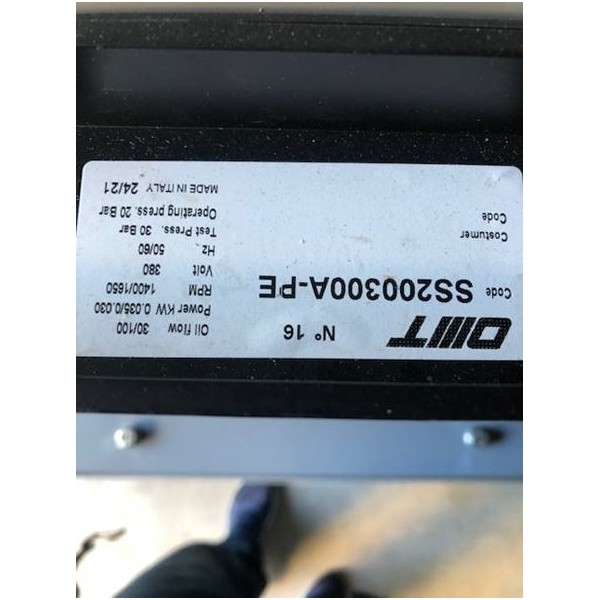 OMT
N° 16
Code SS200300A-PE
Costumer
Code
Oil flow 30/100
Power KW 0.035/0.030
RPM 1400/1650
Volt 380
Hz 50/60
Test Press. 30 Bar
Operating press. 20 Bar
MADE IN ITALY 24/21